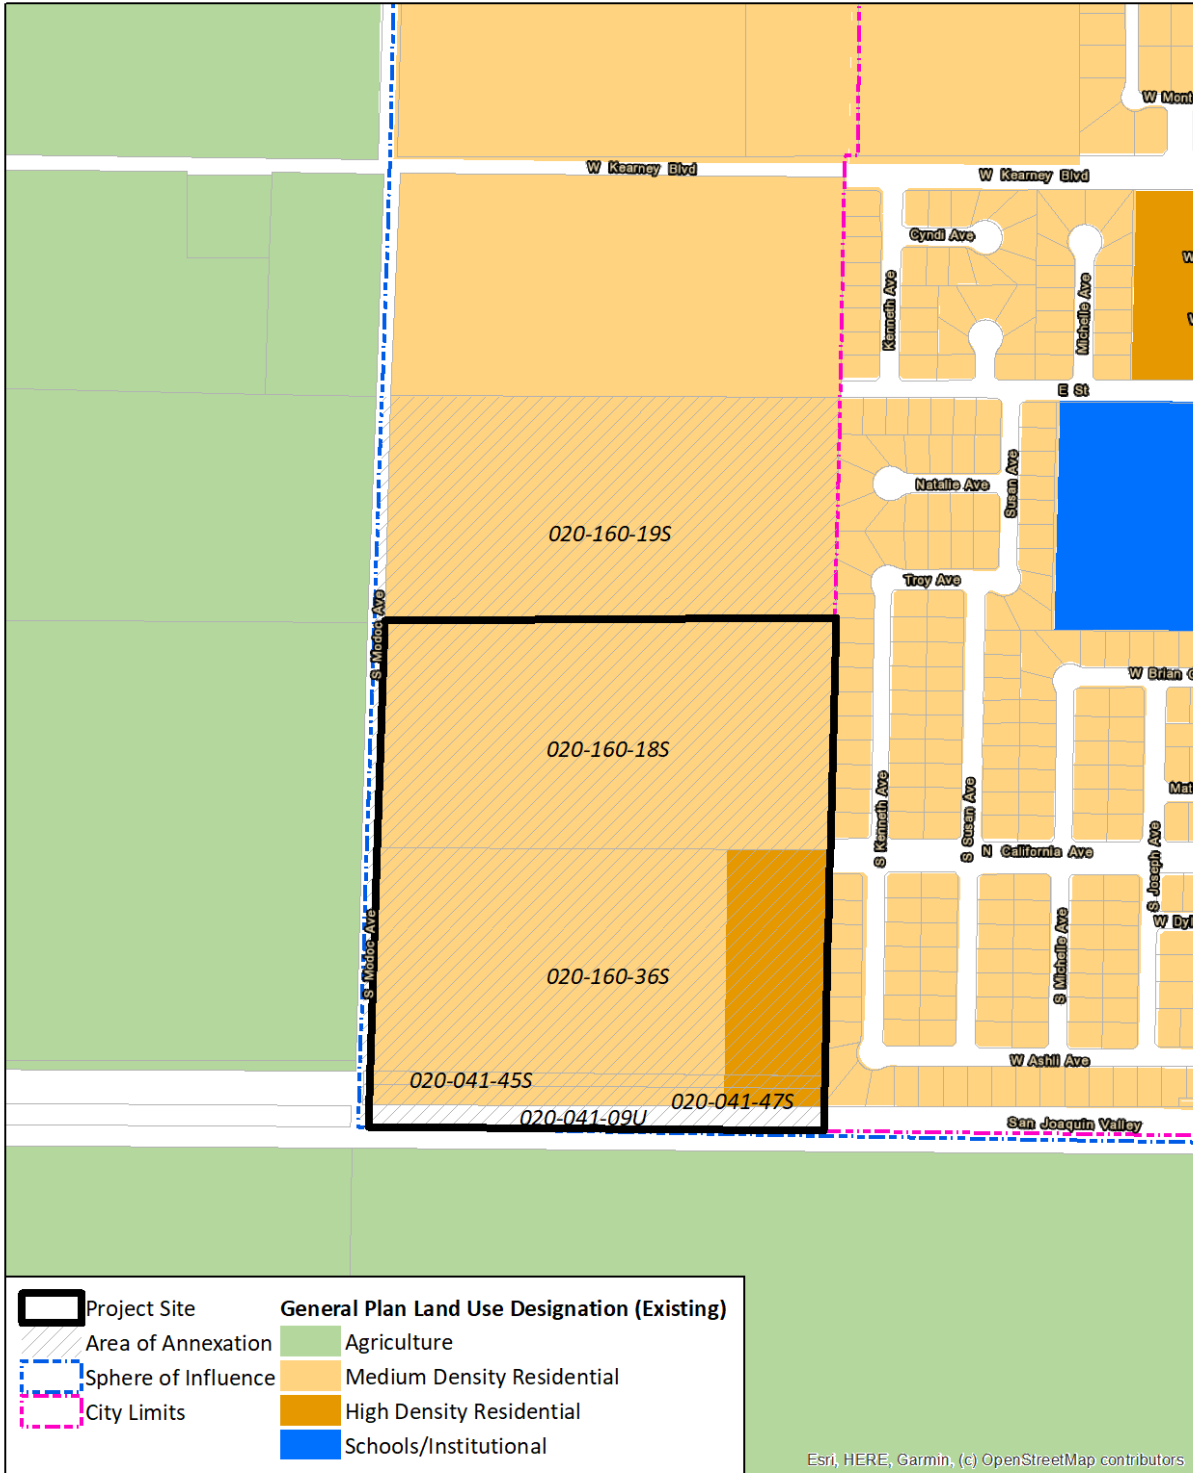 W Mont
W Kearney Blvd
W Kearney Blvd
Cyndi Ave
W
Kenneth Ave
Michelle Ave
W
E St
Susan Ave
Natalie Ave
020-160-19S
Troy Ave
S Modoc Ave
W Brian C
020-160-18S
S Kenneth Ave
S Susan Ave
Mat
N California Ave
S Joseph Ave
S Modoc Ave
W Dyl
S Michelle Ave
020-160-36S
W Ashli Ave
020-041-45S
020-041-47S
020-041-09U
San Joaquin Valley
Project Site
Area of Annexation
Sphere of Influence
City Limits
General Plan Land Use Designation (Existing)
Agriculture
Medium Density Residential
High Density Residential
Schools/Institutional
Esri, HERE, Garmin, (c) OpenStreetMap contributors